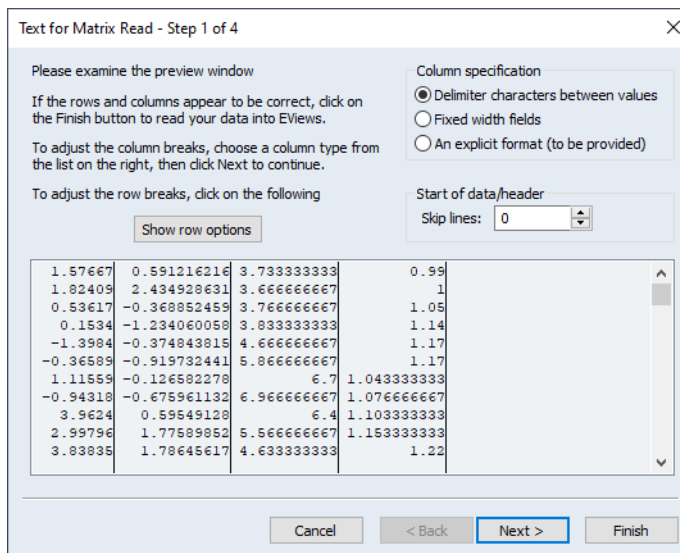 Text for Matrix Read - Step 1 of 4
Please examine the preview window
If the rows and columns appear to be correct, click on
the Finish button to read your data into EViews.
To adjust the column breaks, choose a column type from
the list on the right, then click Next to continue.
To adjust the row breaks, click on the following
Show row options
Column specification
Delimiter characters between values
Fixed width fields
An explicit format (to be provided)
Start of data/header
Skip lines: 0
1.57667 0.591216216 3.733333333 0.99
1.82409 2.434928631 3.666666667 1
0.53617 -0.368852459 3.766666667 1.05
0.1534 -1.234060058 3.833333333 1.14
-1.3984 -0.374843815 4.666666667 1.17
-0.36589 -0.919732441 5.866666667 1.17
1.11559 -0.126582278 6.7 1.043333333
-0.94318 -0.675961132 6.966666667 1.076666667
3.9624 0.59549128 6.4 1.103333333
2.99796 1.77589852 5.566666667 1.153333333
3.83835 1.78645617 4.633333333 1.22
Cancel < Back Next > Finish